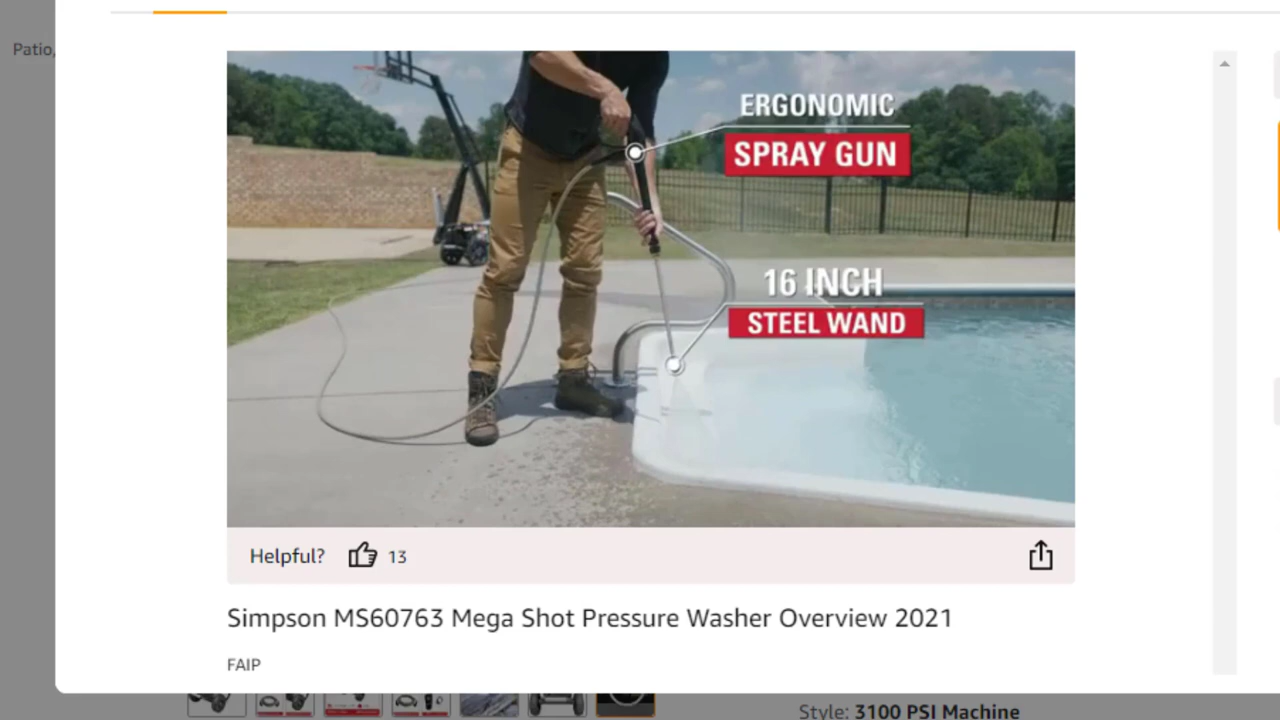 Patio,
ERGONOMIC
SPRAY GUN
16 INCH
STEEL WAND
Helpful?
13
Simpson MS60763 Mega Shot Pressure Washer Overview 2021
FAIP
Style: 3100 PSI Machine